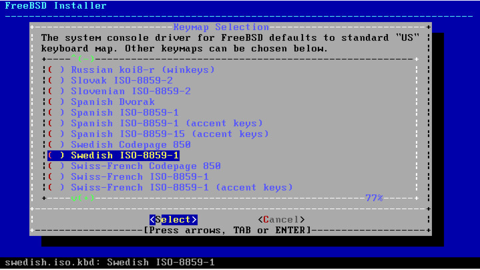 FreeBSD Installer
Keymap Selection
The system console driver for FreeBSD defaults to standard "US"
keyboard map. Other keymaps can be chosen below.
^(-)
( ) Russian koi8-r (winkeys)
( ) Slovak ISO-8859-2
( ) Slovenian ISO-8859-2
( ) Spanish Dvorak
( ) Spanish ISO-8859-1
( ) Spanish ISO-8859-1 (accent keys)
( ) Spanish ISO-8859-15 (accent keys)
( ) Swedish Codepage 850
( ) Swedish ISO-8859-1
( ) Swiss-French Codepage 850
( ) Swiss-French ISO-8859-1
( ) Swiss-French ISO-8859-1 (accent keys)
v(+) 77%
<Select> <Cancel>
[Press arrows, TAB or ENTER]
swedish.iso.kbd: Swedish ISO-8859-1